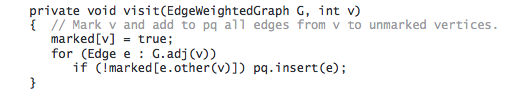 private void visit(EdgeWeightedGraph G, int v)
{  // Mark v and add to pq all edges from v to unmarked vertices.
   marked[v] = true;
   for (Edge e : G.adj(v))
      if (!marked[e.other(v)]) pq.insert(e);
}